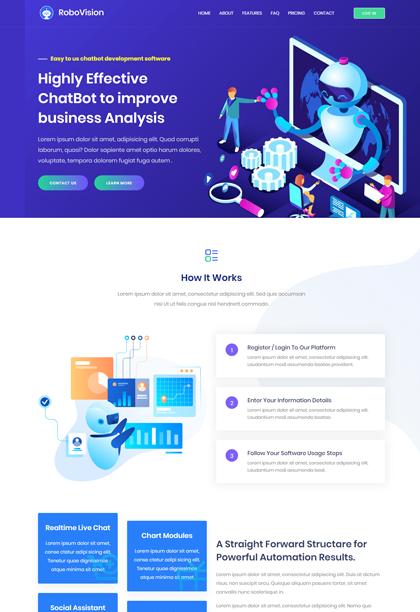 RoboVision
HOME ABOUT FEATURES FAQ PRICING CONTACT
LOG IN
Easy to us chatbot development software
Highly Effective
ChatBot to improve
business Analysis
Lorem ipsum dolor sit amet, adipisicing elit. Quod corrupti
laborum, quasi? Dolor sapiente amet optio harum dolores,
voluptate, tempora dolorem fugiat fuga autem .
CONTACT US
LEARN MORE
How It Works
Lorem ipsum dolor sit amet, consectetur adipiscing elit. Sed quis accumsan
nisi Ut ut felis congue nisl hendrerit commodo.
1
Register / Login To Our Platform
Lorem ipsum dolor sit amet, consectetur adipiscing elit.
Laudantium modi assumenda beatae provident.
2
Enter Your Information Details
Lorem ipsum dolor sit amet, consectetur adipiscing elit.
Laudantium modi assumenda beatae.
3
Follow Your Software Usage Stops
Lorem ipsum dolor sit amet, consectetur adipiscing elit.
Laudantium modi assumenda beat.
Realtime Live Chat
Lorem ipsum dolor sit amet,
conse ctetur adipi sicing elit.
Tenetur quae dignissimos
atque minima sit amet
Chart Modules
Lorem ipsum dolor sit amet,
conse ctetur adipi sicing elit.
Tenetur quae dignissimos
atque minima sit amet
Social Assistant
A Straight Forward Structore for
Powerful Automation Results.
Lorem ipsum dolor sit amet, consectetur adipiscing elit. Duis at dictum
risus, non suscipit arcu. Quisque aliquam posuere tortor, sit amet
convallis nunc scelerisque in.
Lorem ipsum dolor sit amet, consectetur adipiscing elit. Namo que